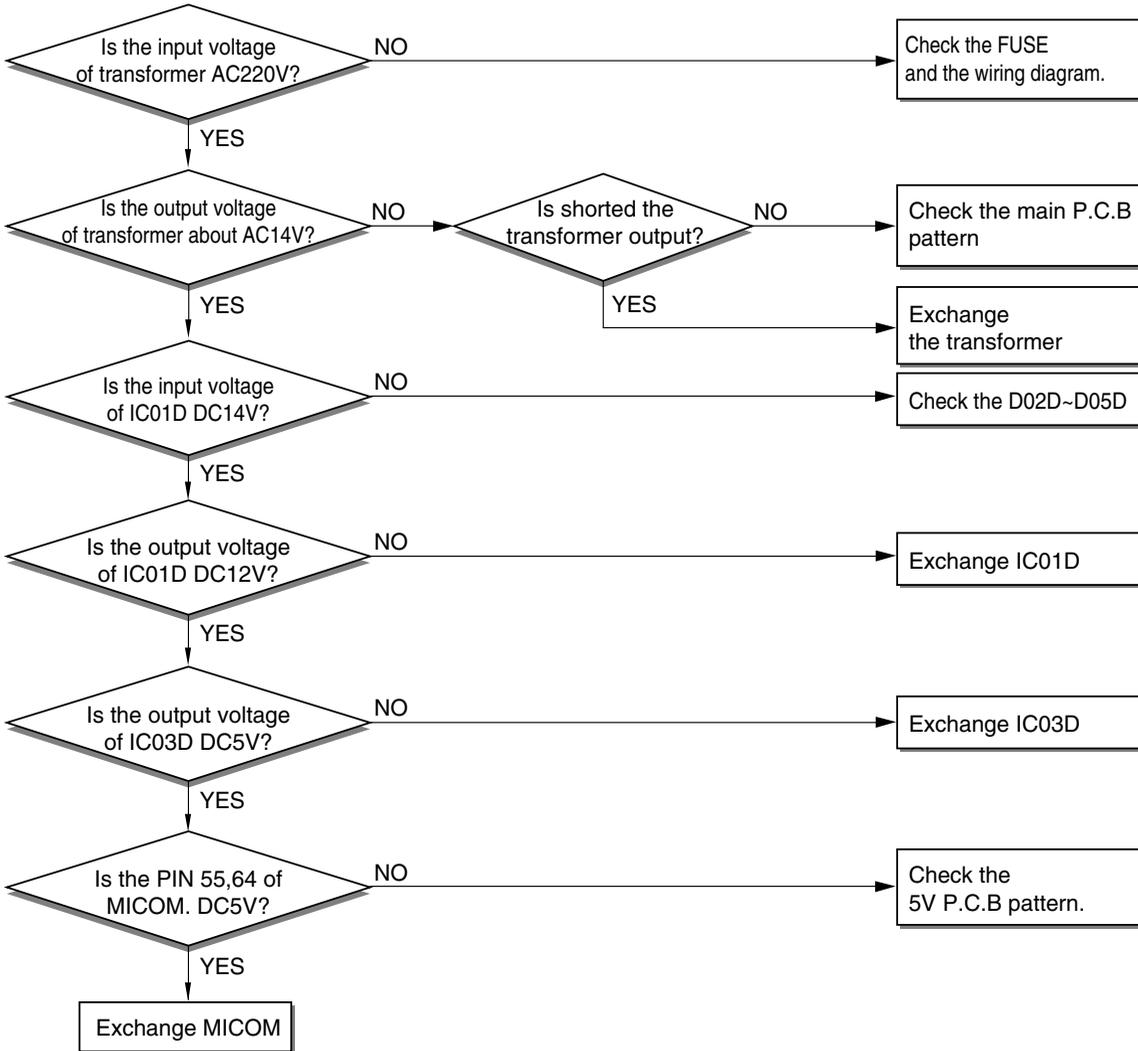 Is the input voltage
of transformer AC220V?
NO
Check the FUSE
and the wiring diagram.
YES
Is the output voltage
of transformer about AC14V?
NO
Is shorted the
transformer output?
NO
Check the main P.C.B
pattern
YES
YES
Exchange
the transformer
Is the input voltage
of IC01D DC14V?
NO
Check the D02D~D05D
YES
Is the output voltage
of IC01D DC12V?
NO
Exchange IC01D
YES
Is the output voltage
of IC03D DC5V?
NO
Exchange IC03D
YES
Is the PIN 55,64 of
MICOM. DC5V?
NO
Check the
5V P.C.B pattern.
YES
Exchange MICOM